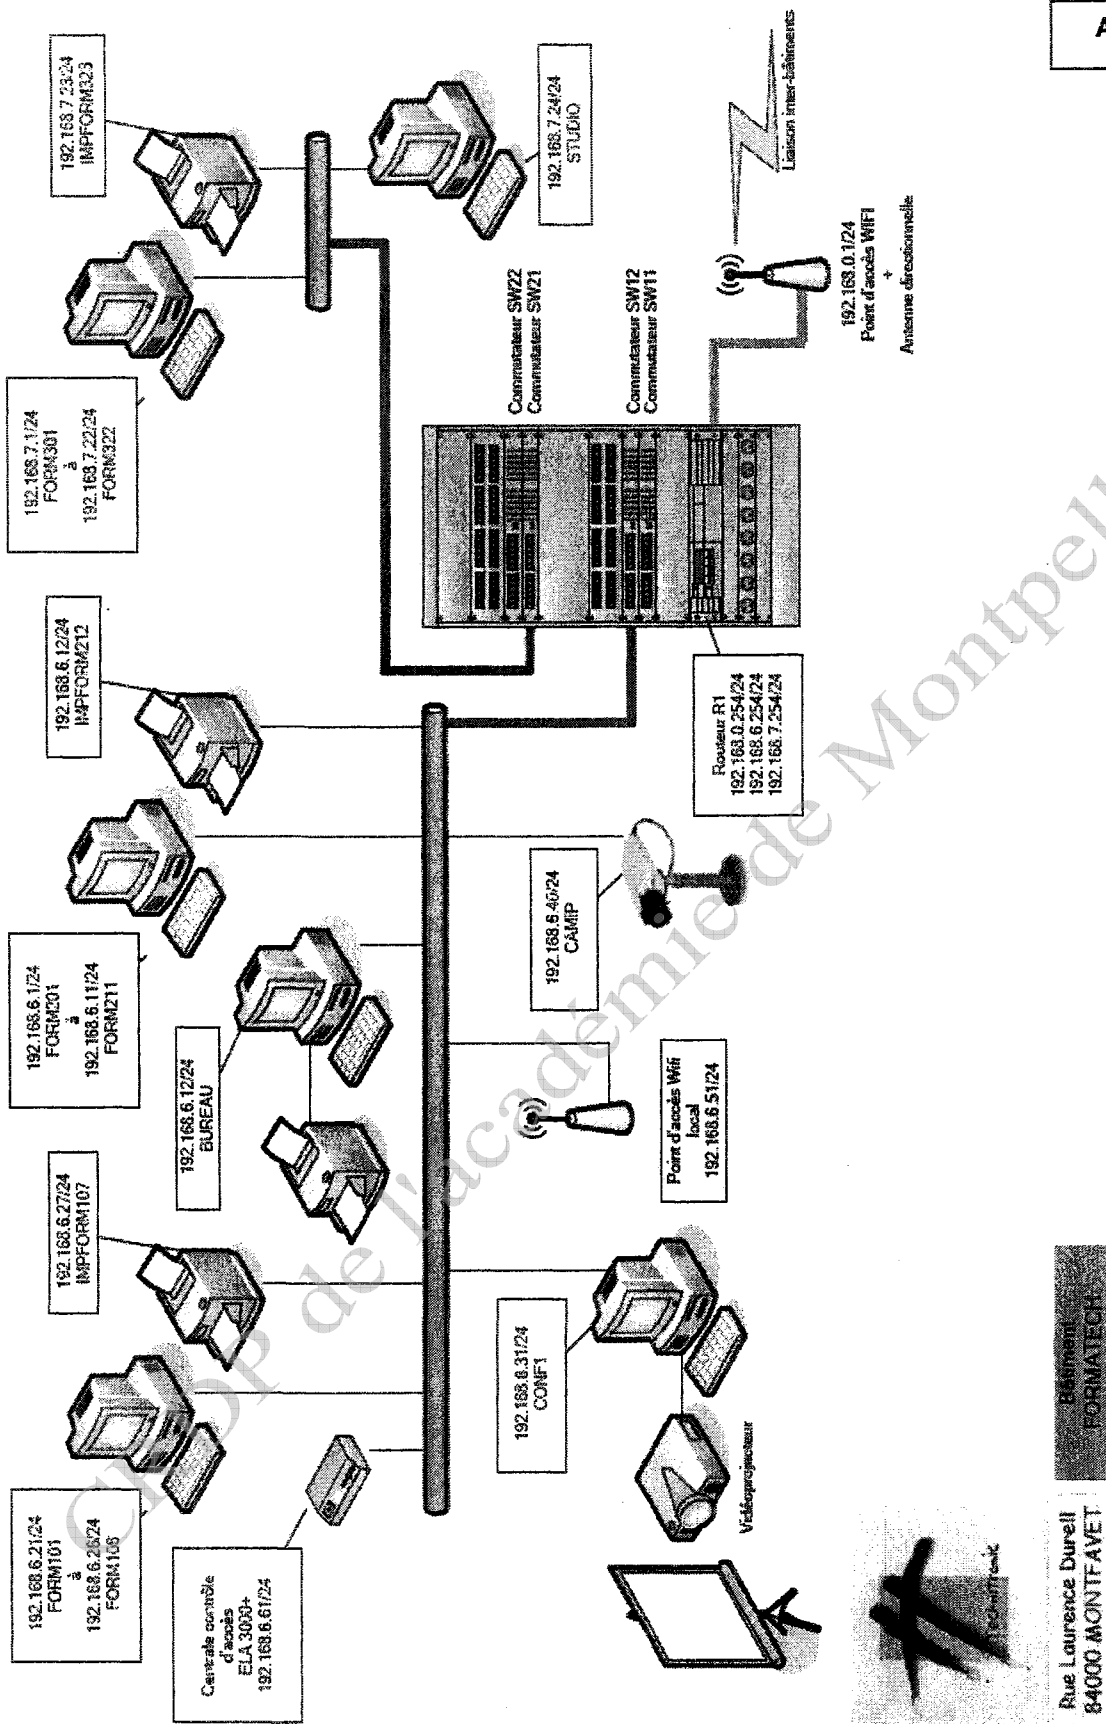 192.168.6.21/24
FORM101
à
192.168.6.26/24
FORM106
192.168.6.27/24
IMPFORM107
192.168.6.12/24
BUREAU
192.168.6.1/24
FORM201
à
192.168.6.11/24
FORM211
192.168.6.12/24
IMPFORM212
192.168.7.1/24
FORM301
à
192.168.7.22/24
FORM322
192.168.7.23/24
IMPFORM323
192.168.7.24/24
STUDIO
Centrale contrôle
d'accès
ELA 3000+
192.168.6.61/24
192.168.6.31/24
CONF1
Vidéoprojecteur
Point d'accès Wifi
local
192.168.6.51/24
192.168.6.40/24
CAMIP
Routeur R1
192.168.0.254/24
192.168.6.254/24
192.168.7.254/24
Commutateur SW22
Commutateur SW21
Commutateur SW12
Commutateur SW11
192.168.0.1/24
Point d'accès WIFI
+
Antenne directionnelle
Liaison inter-bâtiments
TECHNITRONIC
Rue Laurence Durell
84000 MONTFAVET
Bâtiment
FORMATECH
A
CRDP de l'académie de Montpell